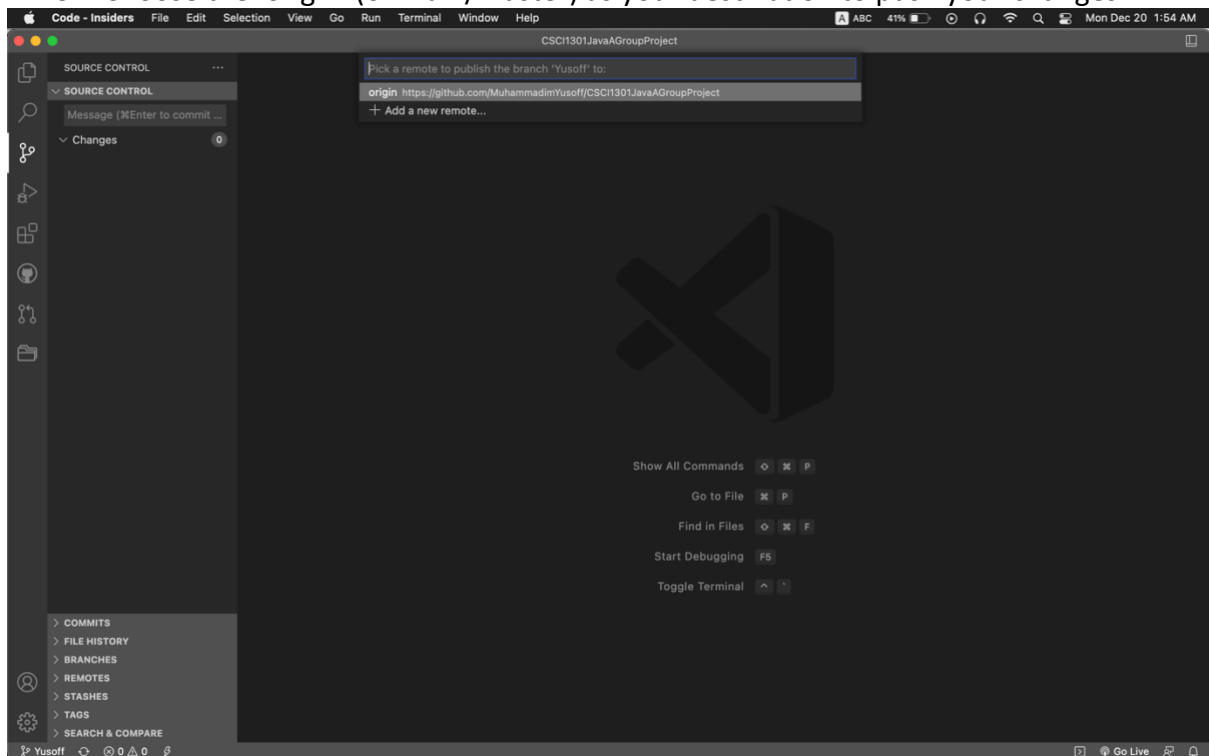 Code - Insiders File Edit Selection View Go Run Terminal Window Help A ABC 41% Mon Dec 20 1:54 AM
CSCI1301JavaAGroupProject
SOURCE CONTROL ...
SOURCE CONTROL
Message (⌘Enter to commit ...
Changes 0
Pick a remote to publish the branch 'Yusoff' to:
origin https://github.com/MuhammadimYusoff/CSCI1301JavaAGroupProject
+ Add a new remote...
Show All Commands ⇧ ⌘ P
Go to File ⌘ P
Find in Files ⇧ ⌘ F
Start Debugging F5
Toggle Terminal ^ `
> COMMITS
> FILE HISTORY
> BRANCHES
> REMOTES
> STASHES
> TAGS
> SEARCH & COMPARE
Yusoff 0 0 Go Live